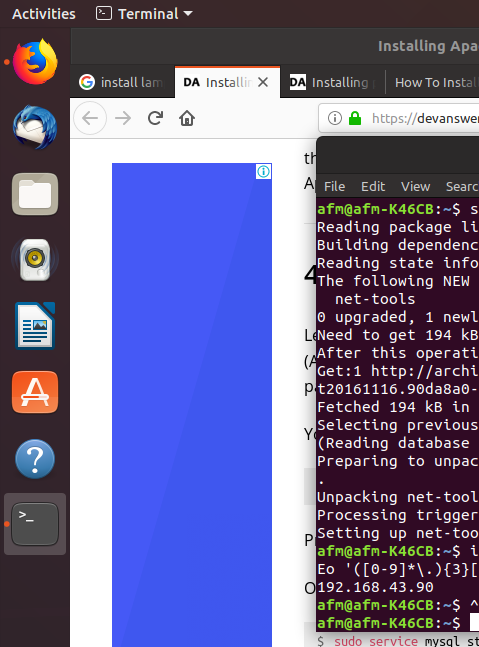 Activities
Terminal
Installing Apa
install lam
DA Installin
DA Installing
How To Instal
https://devanswer
th
Ap
4
Le
(A
pa
Yo
P
O
$ sudo service mysql st
File Edit View Searc
afm@afm-K46CB:~$ s
Reading package li
Building dependenc
Reading state info
The following NEW
net-tools
0 upgraded, 1 newl
Need to get 194 kB
After this operati
Get:1 http://archi
t20161116.90da8a0-
Fetched 194 kB in
Selecting previous
(Reading database
Preparing to unpac
.
Unpacking net-tool
Processing trigger
Setting up net-too
afm@afm-K46CB:~$ i
Eo '([0-9]*\.){3}[
192.168.43.90
afm@afm-K46CB:~$ ^
afm@afm-K46CB:~$
>_